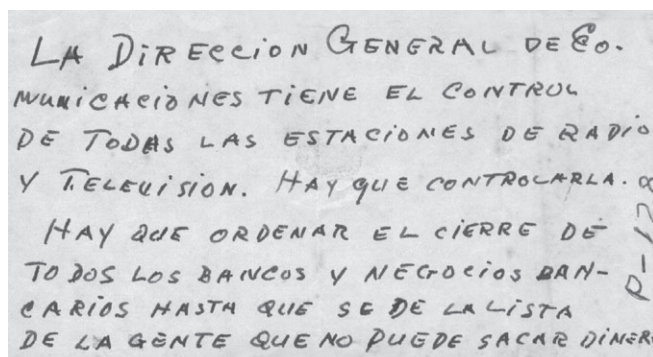 LA DIRECCION GENERAL DE CO-
MUNICACIONES TIENE EL CONTROL
DE TODAS LAS ESTACIONES DE RADIO
Y TELEVISION. HAY QUE CONTROLARLA.
HAY QUE ORDENAR EL CIERRE DE
TODOS LOS BANCOS Y NEGOCIOS BAN-
CARIOS HASTA QUE SE DE LA LISTA
DE LA GENTE QUE NO PUEDE SACAR DINER